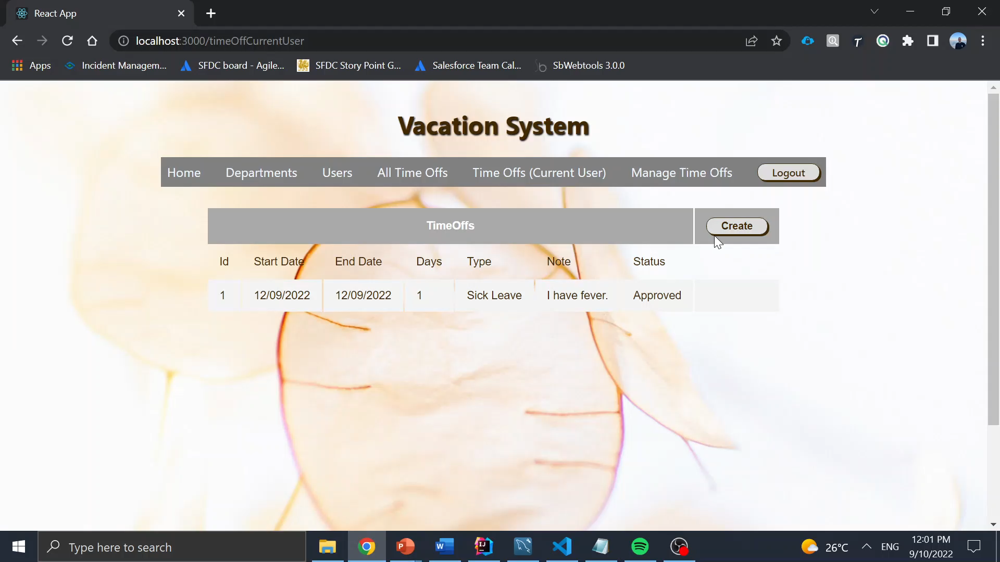 React App
localhost:3000/timeOffCurrentUser
Apps Incident Managem... SFDC board - Agile... SFDC Story Point G... Salesforce Team Cal... SbWebtools 3.0.0
Vacation System
Home Departments Users All Time Offs Time Offs (Current User) Manage Time Offs Logout
TimeOffs Create
Id Start Date End Date Days Type Note Status
1 12/09/2022 12/09/2022 1 Sick Leave I have fever. Approved
Type here to search
26°C ENG 12:01 PM
9/10/2022